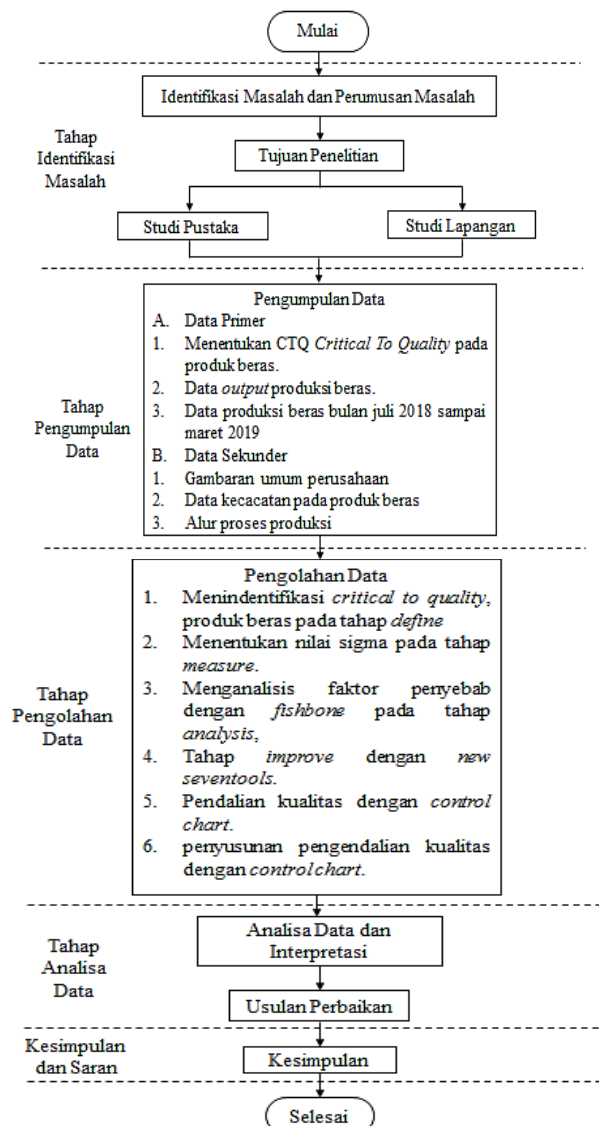 Mulai
Identifikasi Masalah dan Perumusan Masalah
Tahap
Identifikasi
Masalah
Tujuan Penelitian
Studi Pustaka
Studi Lapangan
Pengumpulan Data
A. Data Primer
1. Menentukan CTQ Critical To Quality pada
produk beras.
2. Data output produksi beras.
3. Data produksi beras bulan juli 2018 sampai
maret 2019
B. Data Sekunder
1. Gambaran umum perusahaan
2. Data kecacatan pada produk beras
3. Alur proses produksi
Tahap
Pengumpulan
Data
Pengolahan Data
1. Menindentifikasi critical to quality,
produk beras pada tahap define
2. Menentukan nilai sigma pada tahap
measure.
3. Menganalisis faktor penyebab
dengan fishbone pada tahap
analysis,
4. Tahap improve dengan new
seventools.
5. Pendalian kualitas dengan control
chart.
6. penyusunan pengendalian kualitas
dengan control chart.
Tahap
Pengolahan
Data
Analisa Data dan
Interpretasi
Tahap
Analisa
Data
Usulan Perbaikan
Kesimpulan
dan Saran
Kesimpulan
Selesai